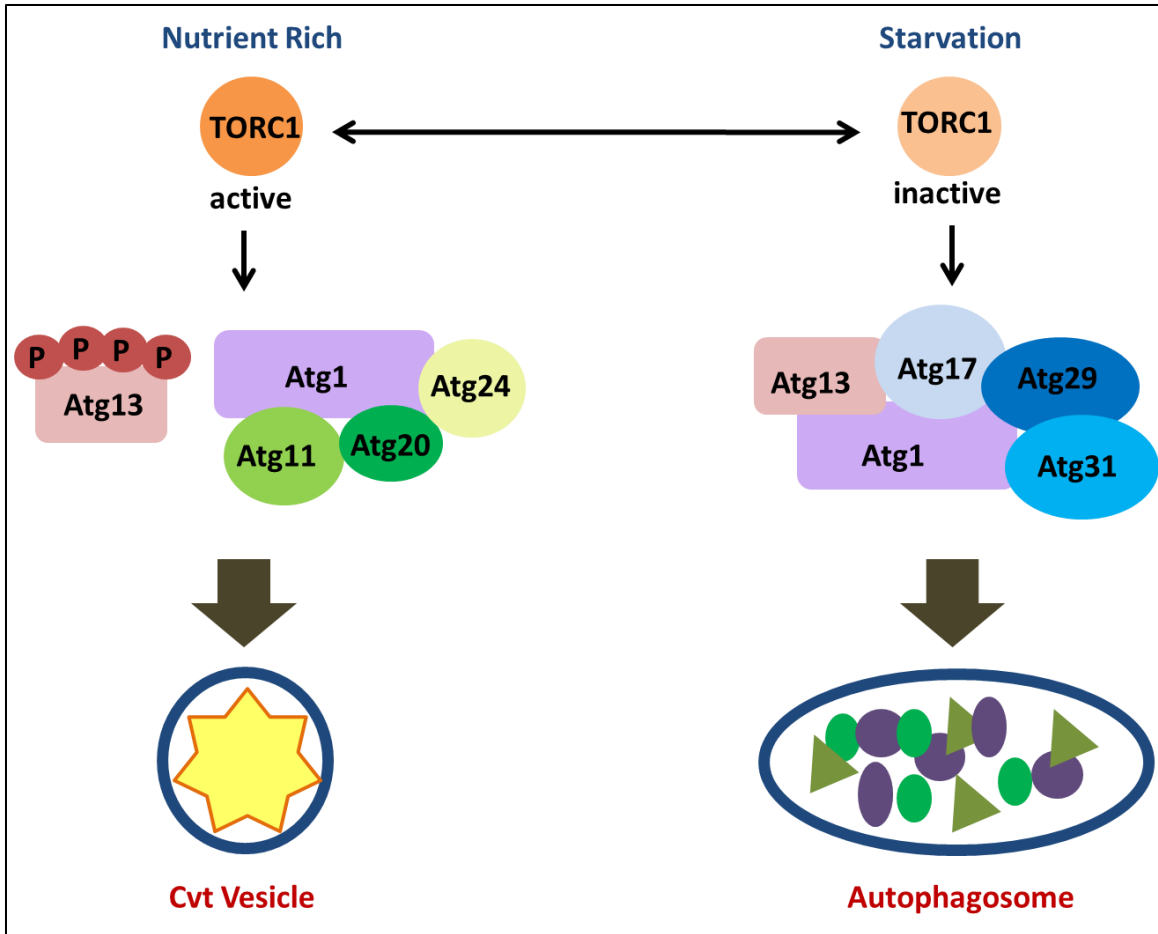 Nutrient Rich
Starvation
TORC1
TORC1
active
inactive
P P P P
Atg13
Atg1
Atg24
Atg11
Atg20
Atg13
Atg17
Atg29
Atg1
Atg31
Cvt Vesicle
Autophagosome